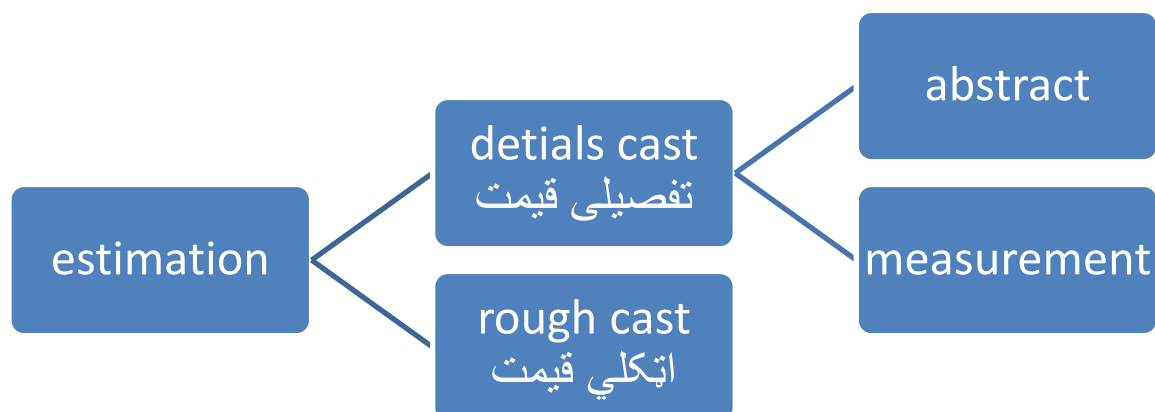 estimation
detials cast
تفصیلی قیمت
rough cast
اټکلي قیمت
abstract
measurement